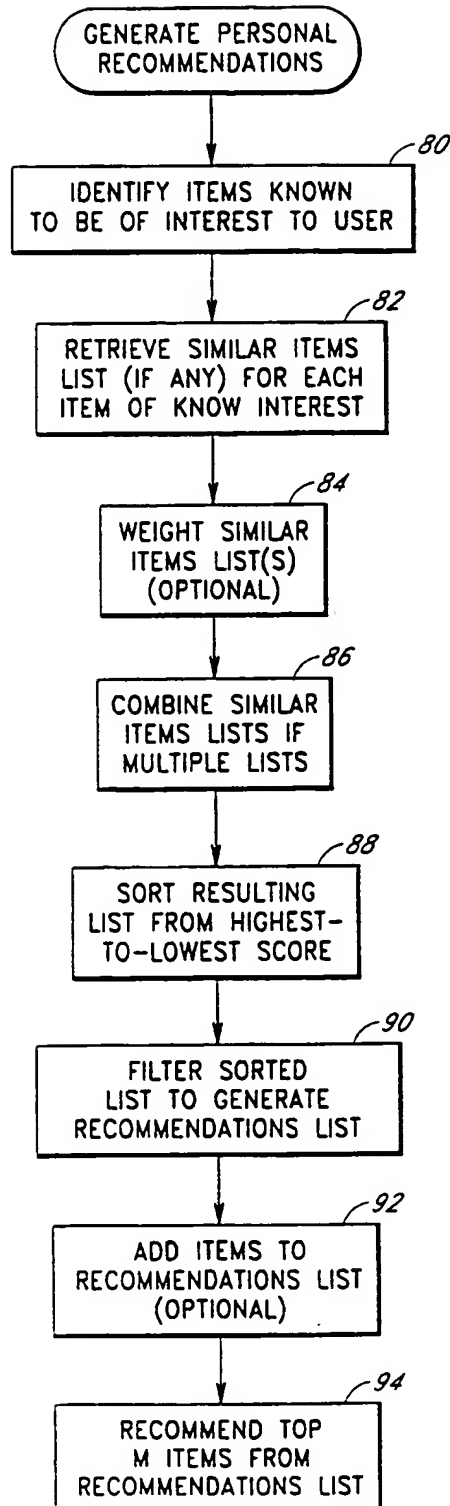 GENERATE PERSONAL
RECOMMENDATIONS
80
IDENTIFY ITEMS KNOWN
TO BE OF INTEREST TO USER
82
RETRIEVE SIMILAR ITEMS
LIST (IF ANY) FOR EACH
ITEM OF KNOW INTEREST
84
WEIGHT SIMILAR
ITEMS LIST(S)
(OPTIONAL)
86
COMBINE SIMILAR
ITEMS LISTS IF
MULTIPLE LISTS
88
SORT RESULTING
LIST FROM HIGHEST-
TO-LOWEST SCORE
90
FILTER SORTED
LIST TO GENERATE
RECOMMENDATIONS LIST
92
ADD ITEMS TO
RECOMMENDATIONS LIST
(OPTIONAL)
94
RECOMMEND TOP
M ITEMS FROM
RECOMMENDATIONS LIST